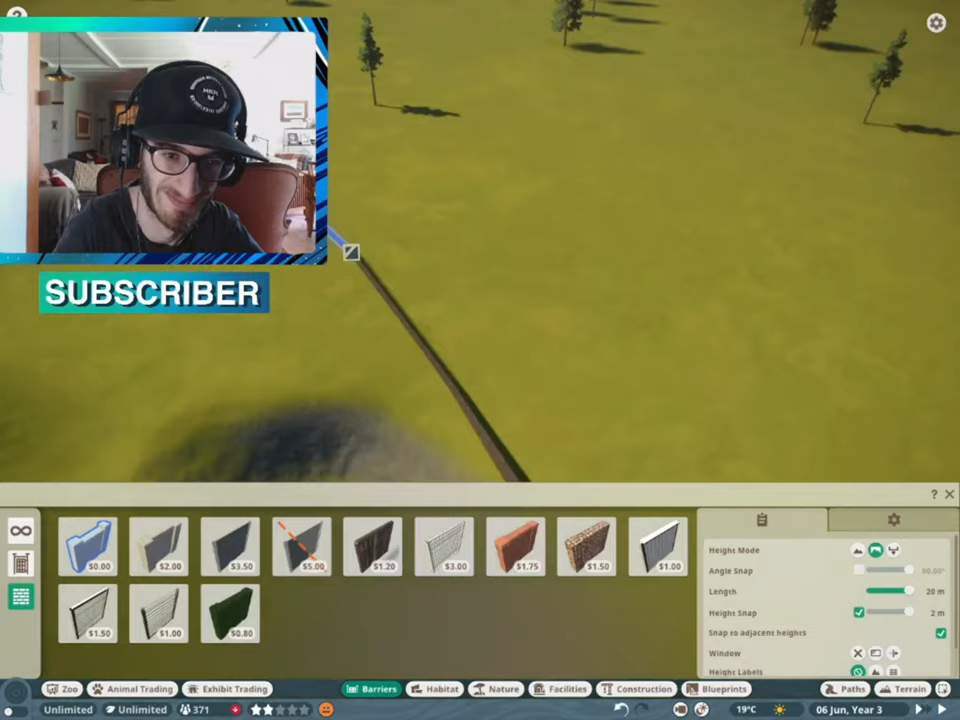 ?
MKH
SUBSCRIBER
? ×
$0.00
$2.00
$3.50
$5.00
$1.20
$3.00
$1.75
$1.50
$1.00
$1.50
$1.00
$0.80
Height Mode
Angle Snap 90.00°
Length 20 m
Height Snap 2 m
Snap to adjacent heights
Window
Height Labels
Zoo Animal Trading Exhibit Trading Barriers Habitat Nature Facilities Construction Blueprints Paths Terrain
Unlimited Unlimited 371 19°C 06 Jun, Year 3